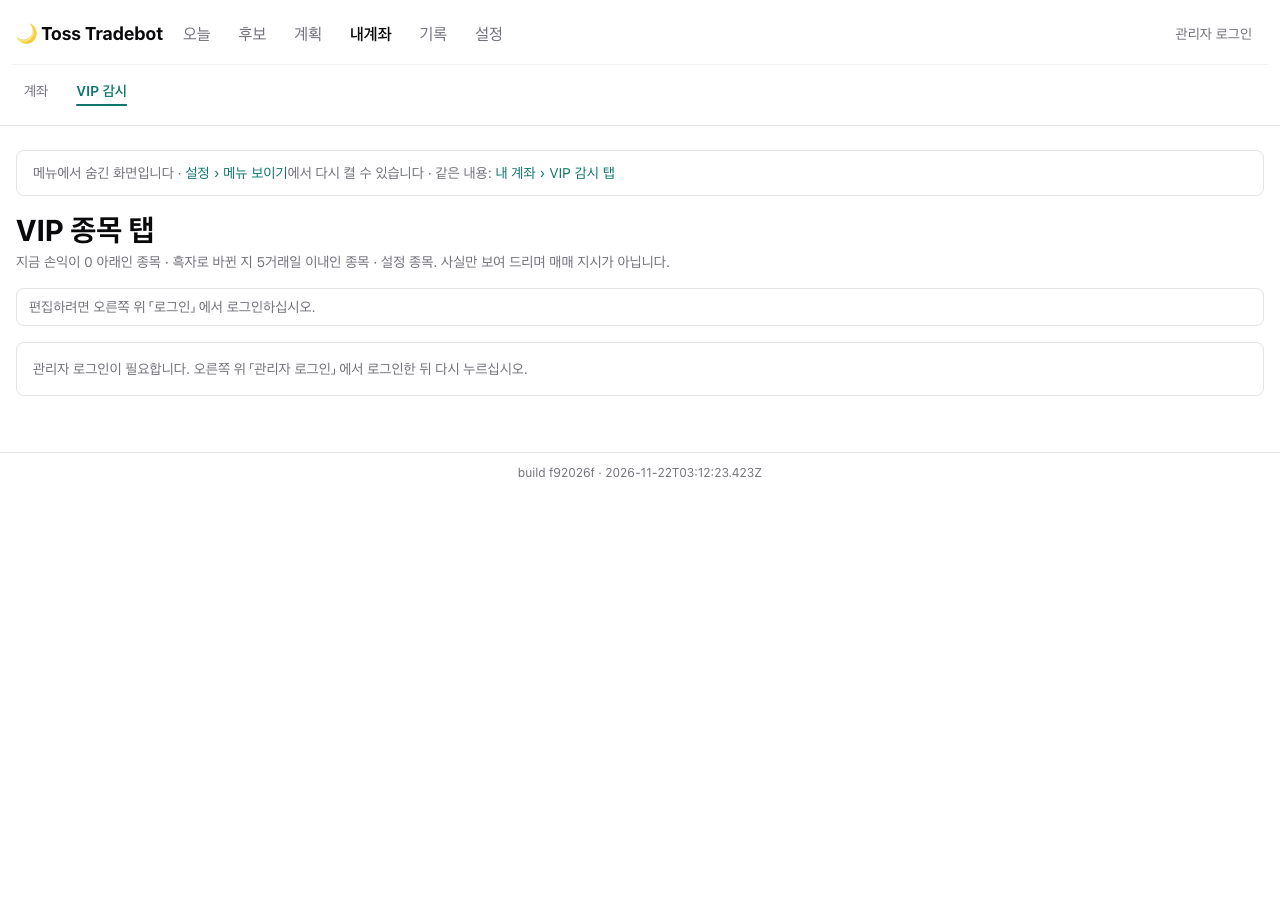 🌙 Toss Tradebot 오늘 후보 계획 내계좌 기록 설정 관리자 로그인
계좌 VIP 감시
메뉴에서 숨긴 화면입니다 · 설정 › 메뉴 보이기에서 다시 켤 수 있습니다 · 같은 내용: 내 계좌 › VIP 감시 탭
VIP 종목 탭
지금 손익이 0 아래인 종목 · 흑자로 바뀐 지 5거래일 이내인 종목 · 설정 종목. 사실만 보여 드리며 매매 지시가 아닙니다.
편집하려면 오른쪽 위 「로그인」 에서 로그인하십시오.
관리자 로그인이 필요합니다. 오른쪽 위 「관리자 로그인」 에서 로그인한 뒤 다시 누르십시오.
build f92026f · 2026-11-22T03:12:23.423Z